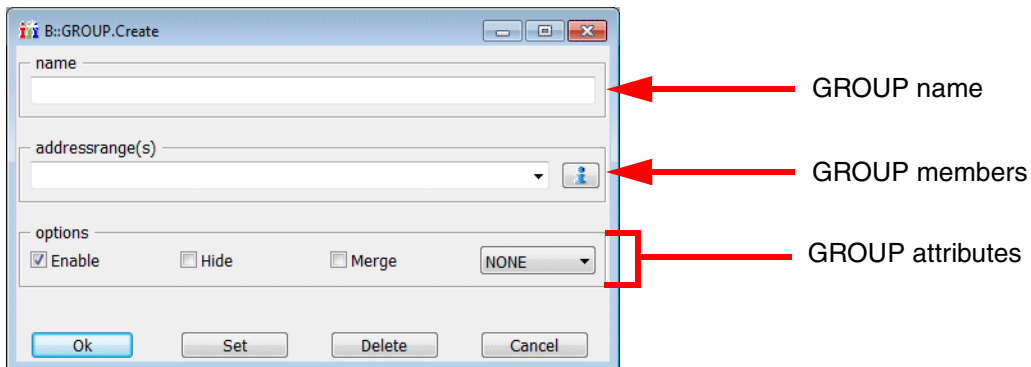 B::GROUP.Create
name
GROUP name
addressrange(s)
GROUP members
options
Enable Hide Merge NONE
GROUP attributes
Ok Set Delete Cancel